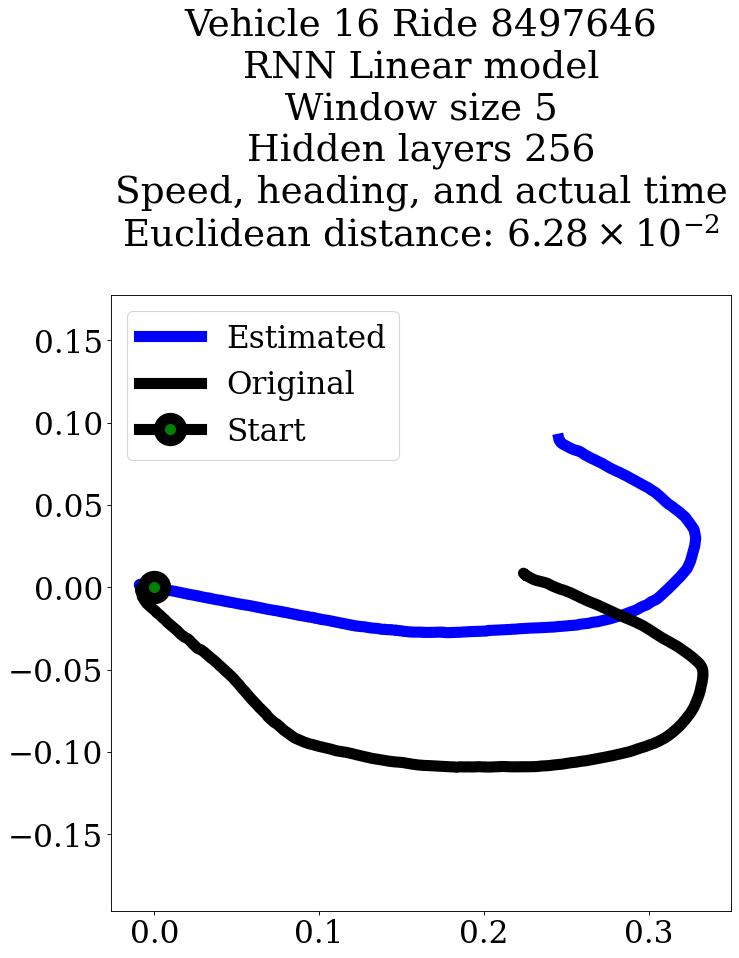 Vehicle 16 Ride 8497646
RNN Linear model
Window size 5
Hidden layers 256
Speed, heading, and actual time
Euclidean distance: 6.28 × 10⁻²
Estimated
Original
Start
0.15
0.10
0.05
0.00
−0.05
−0.10
−0.15
0.0 0.1 0.2 0.3